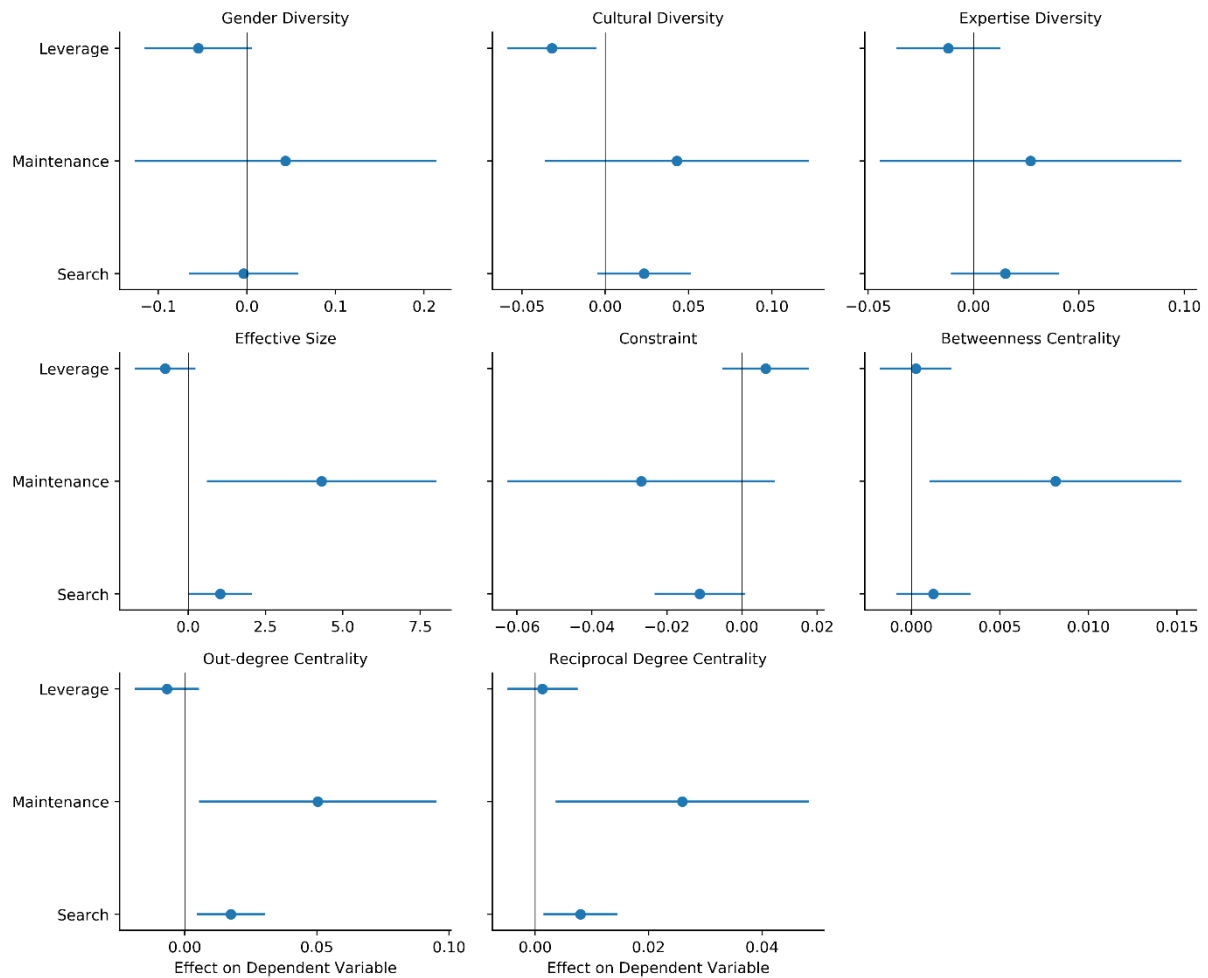 Gender Diversity
Cultural Diversity
Expertise Diversity
Leverage
Maintenance
Search
−0.1 0.0 0.1 0.2
−0.05 0.00 0.05 0.10
−0.05 0.00 0.05 0.10
Effective Size
Constraint
Betweenness Centrality
Leverage
Maintenance
Search
0.0 2.5 5.0 7.5
−0.06 −0.04 −0.02 0.00 0.02
0.000 0.005 0.010 0.015
Out-degree Centrality
Reciprocal Degree Centrality
Leverage
Maintenance
Search
0.00 0.05 0.10
0.00 0.02 0.04
Effect on Dependent Variable
Effect on Dependent Variable